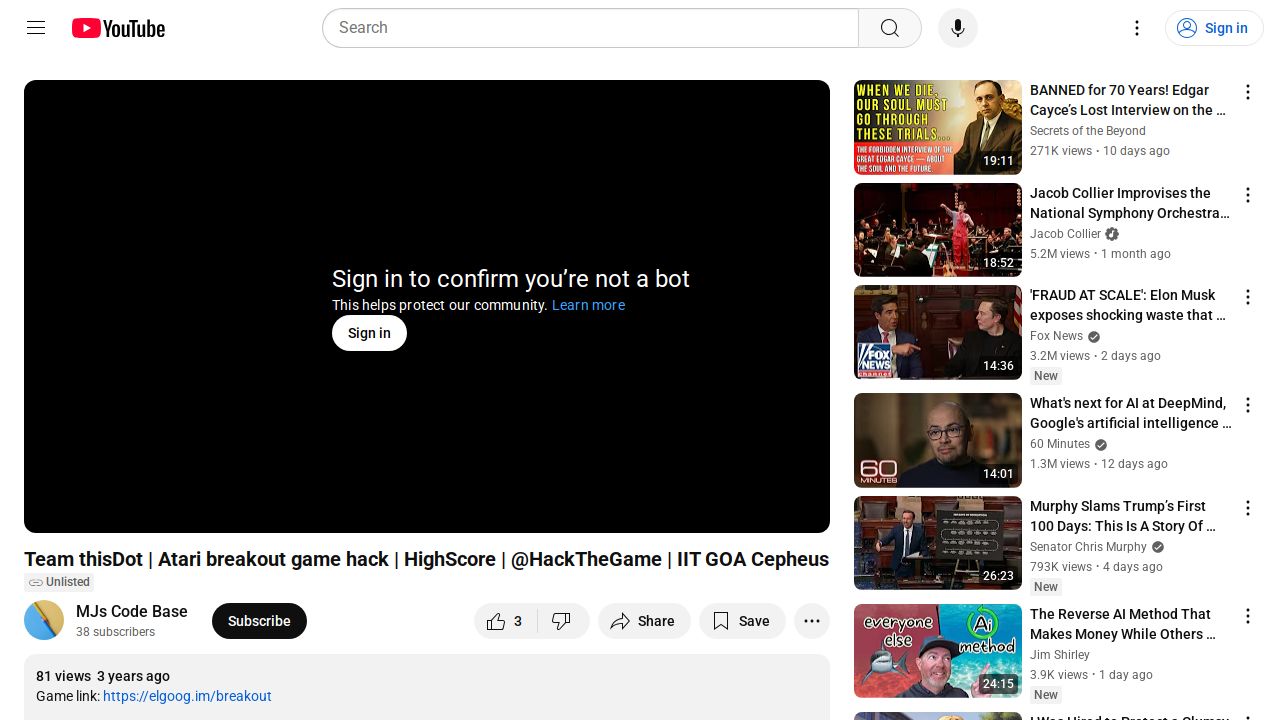 YouTube
Search
Sign in
Sign in to confirm you’re not a bot
This helps protect our community. Learn more
Sign in
Team thisDot | Atari breakout game hack | HighScore | @HackTheGame | IIT GOA Cepheus
Unlisted
MJs Code Base
38 subscribers
Subscribe
3
Share
Save
81 views 3 years ago
Game link: https://elgoog.im/breakout
WHEN WE DIE,
OUR SOUL MUST
GO THROUGH
THESE TRIALS...
THE FORBIDDEN INTERVIEW OF THE
GREAT EDGAR CAYCE — ABOUT
THE SOUL AND THE FUTURE.
19:11
BANNED for 70 Years! Edgar
Cayce’s Lost Interview on the ...
Secrets of the Beyond
271K views • 10 days ago
18:52
Jacob Collier Improvises the
National Symphony Orchestra...
Jacob Collier
5.2M views • 1 month ago
FOX
NEWS
channel
14:36
'FRAUD AT SCALE': Elon Musk
exposes shocking waste that ...
Fox News
3.2M views • 2 days ago
New
60
MINUTES
14:01
What's next for AI at DeepMind,
Google's artificial intelligence ...
60 Minutes
1.3M views • 12 days ago
26:23
Murphy Slams Trump’s First
100 Days: This Is A Story Of ...
Senator Chris Murphy
793K views • 4 days ago
New
everyone
else
Ai
method
24:15
The Reverse AI Method That
Makes Money While Others ...
Jim Shirley
3.9K views • 1 day ago
New
I Was Hired to Protect a Clumsy